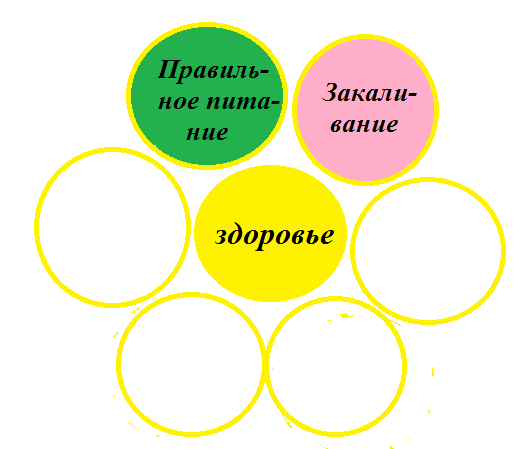 Правиль-
ное пита-
ние
Закали-
вание
здоровье